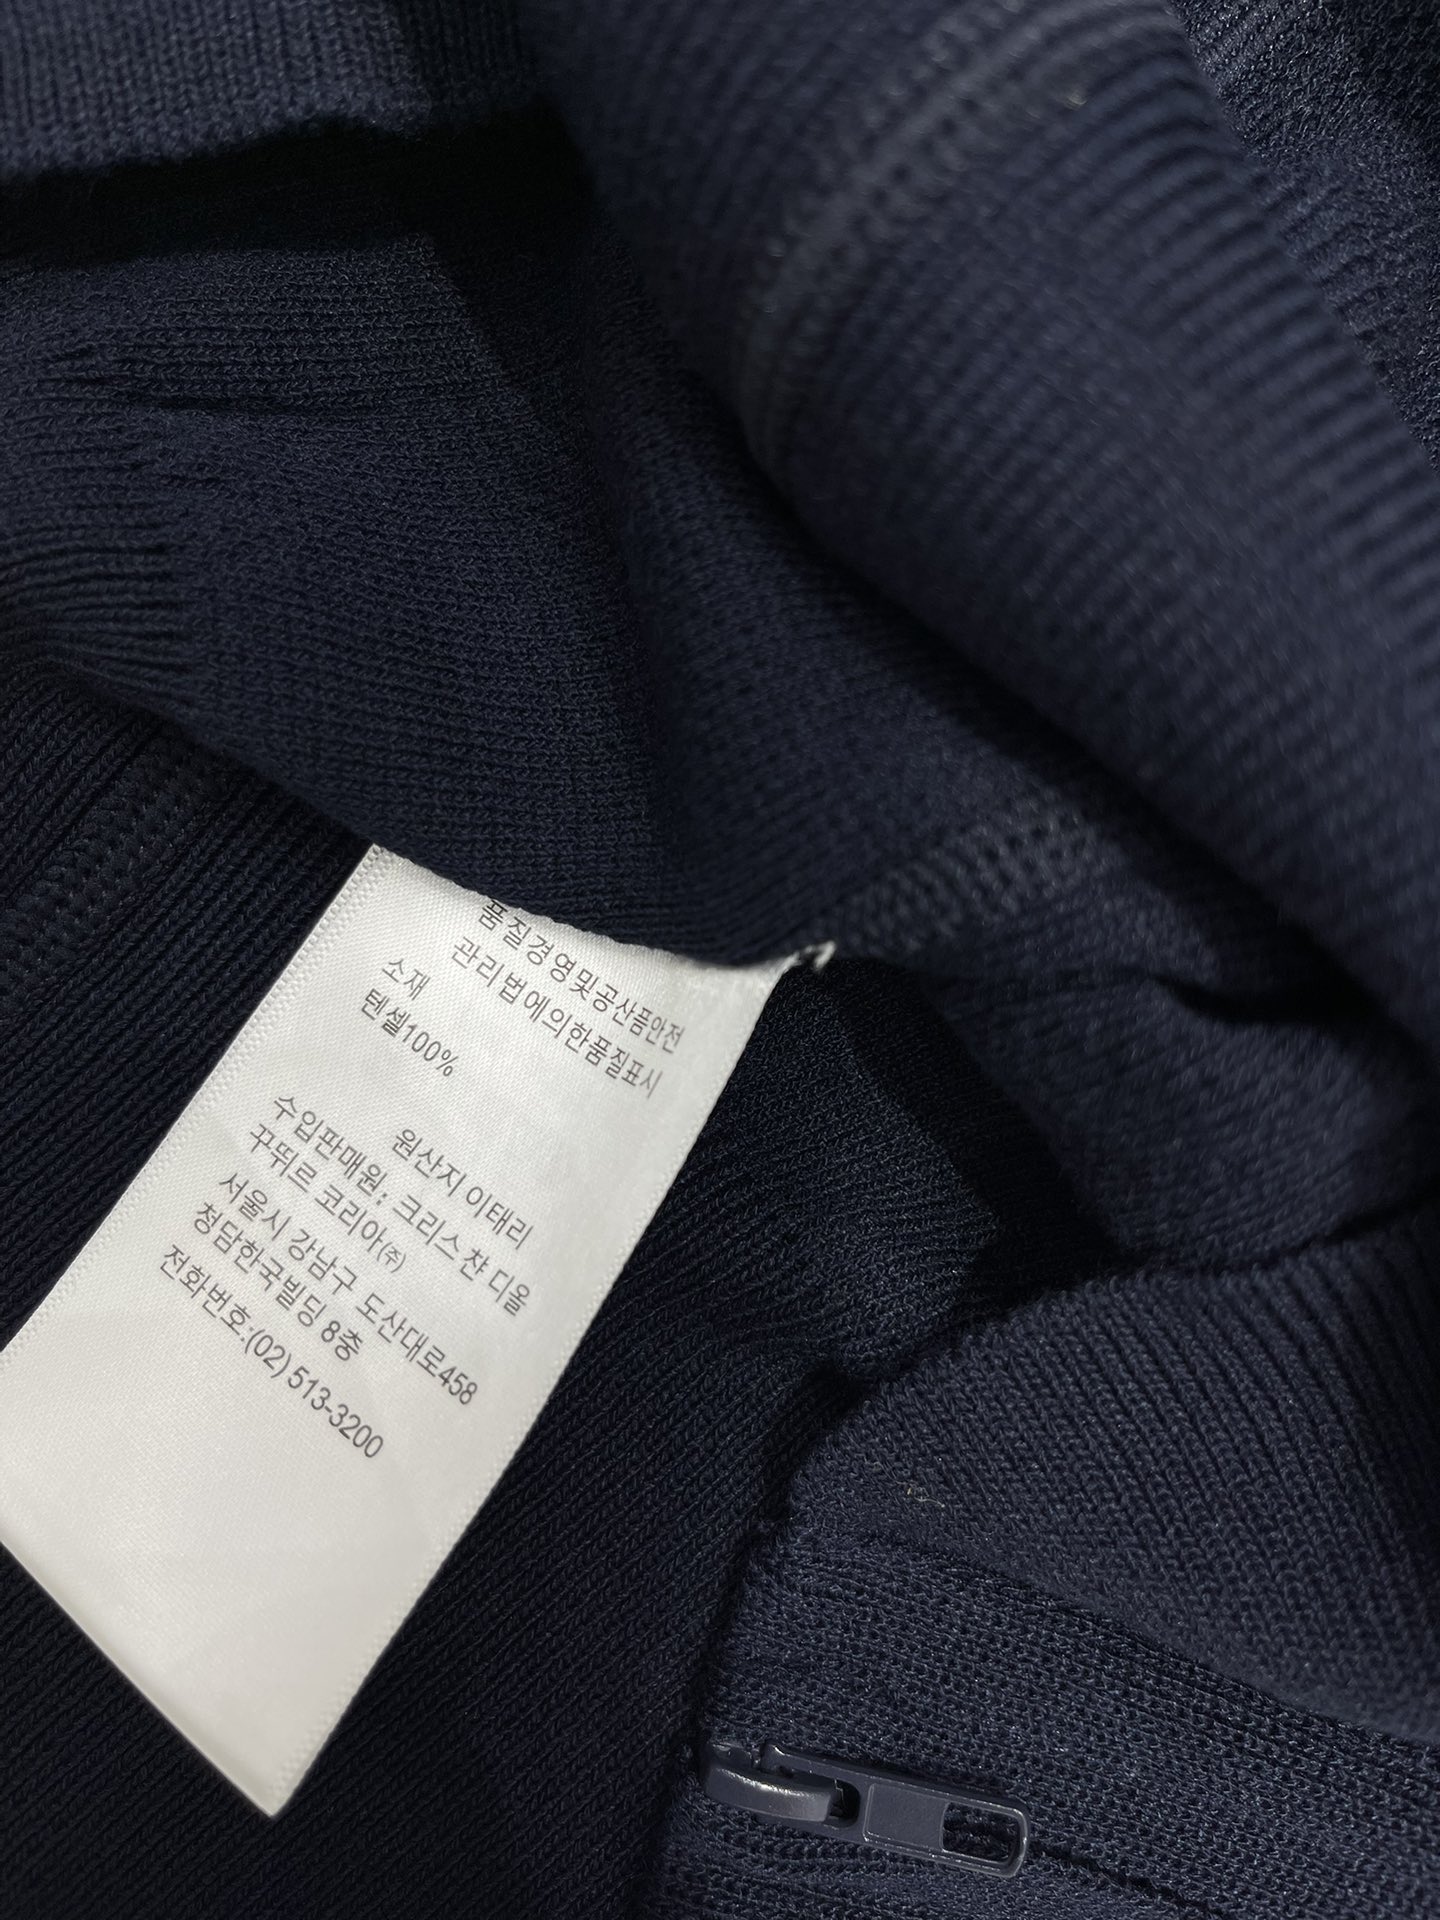 품질경영및공산품안전
관리법에의한품질표시
소재
텐셀100%
원산지 이태리
수입판매원: 크리스챤 디올
꾸뛰르 코리아㈜
서울시 강남구 도산대로458
청담한국빌딩 8층
전화번호:(02) 513-3200